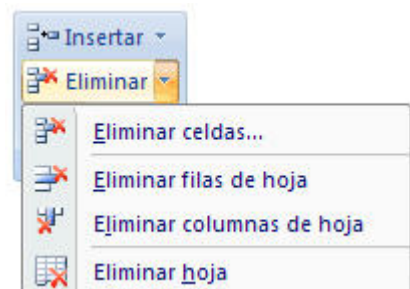 Insertar
Eliminar
Eliminar celdas...
Eliminar filas de hoja
Eliminar columnas de hoja
Eliminar hoja